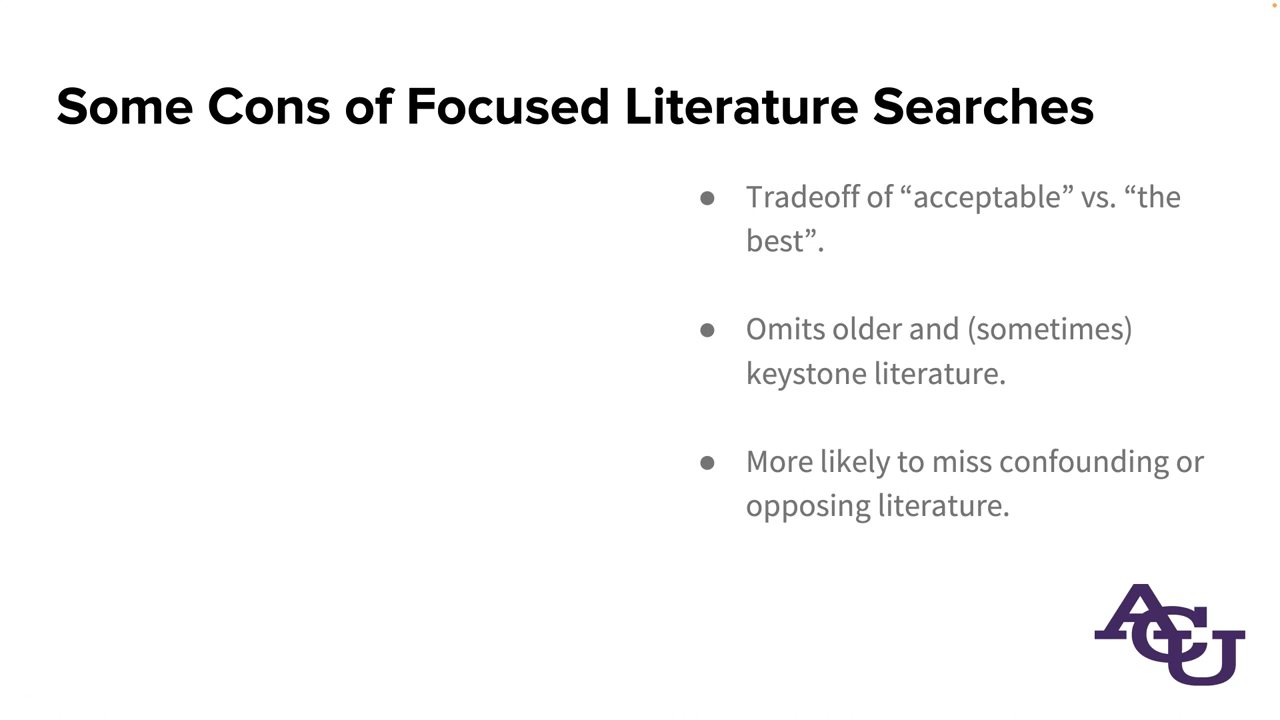 Some Cons of Focused Literature Searches
● Tradeoff of “acceptable” vs. “the
best”.
● Omits older and (sometimes)
keystone literature.
● More likely to miss confounding or
opposing literature.
ACU